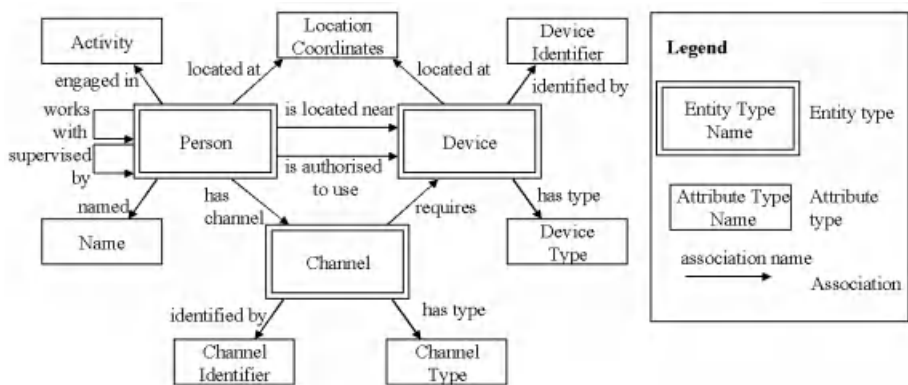 Activity
Location
Coordinates
Device
Identifier
engaged in
located at
located at
identified by
works
with
supervised
by
Person
is located near
is authorised
to use
Device
named
has
channel
requires
has type
Name
Channel
Device
Type
identified by
has type
Channel
Identifier
Channel
Type
Legend
Entity Type
Name
Entity type
Attribute Type
Name
Attribute
type
association name
Association